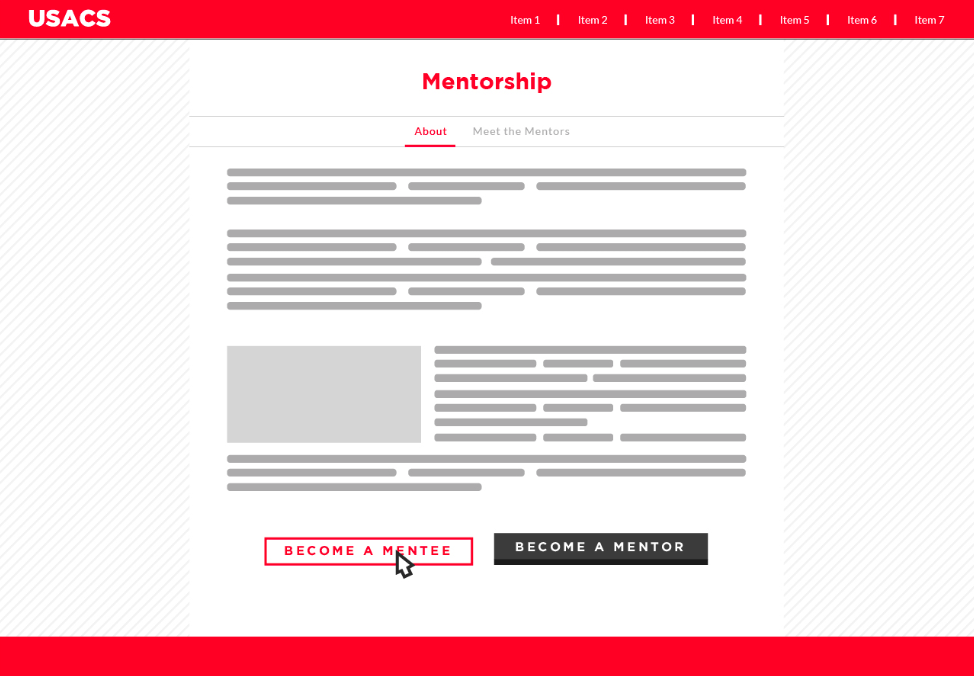 USACS
Item 1 | Item 2 | Item 3 | Item 4 | Item 5 | Item 6 | Item 7
Mentorship
About Meet the Mentors
BECOME A MENTEE BECOME A MENTOR